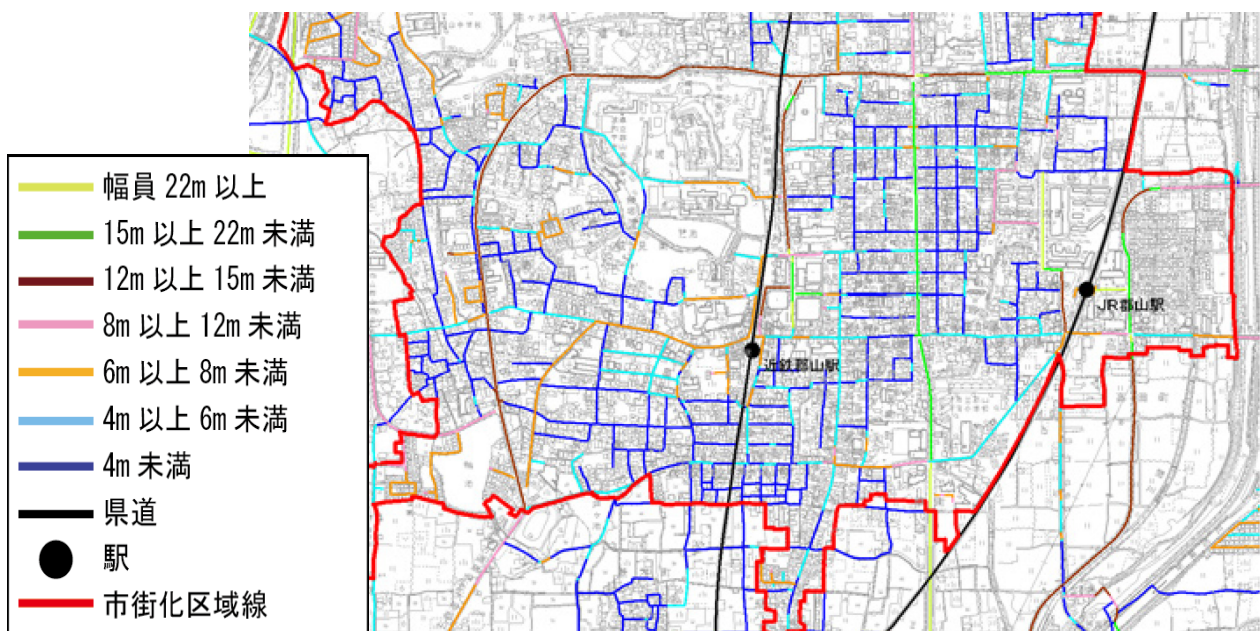 幅員 22m 以上
15m 以上 22m 未満
12m 以上 15m 未満
8m 以上 12m 未満
6m 以上 8m 未満
4m 以上 6m 未満
4m 未満
県道
駅
市街化区域線
JR郡山駅
近鉄郡山駅